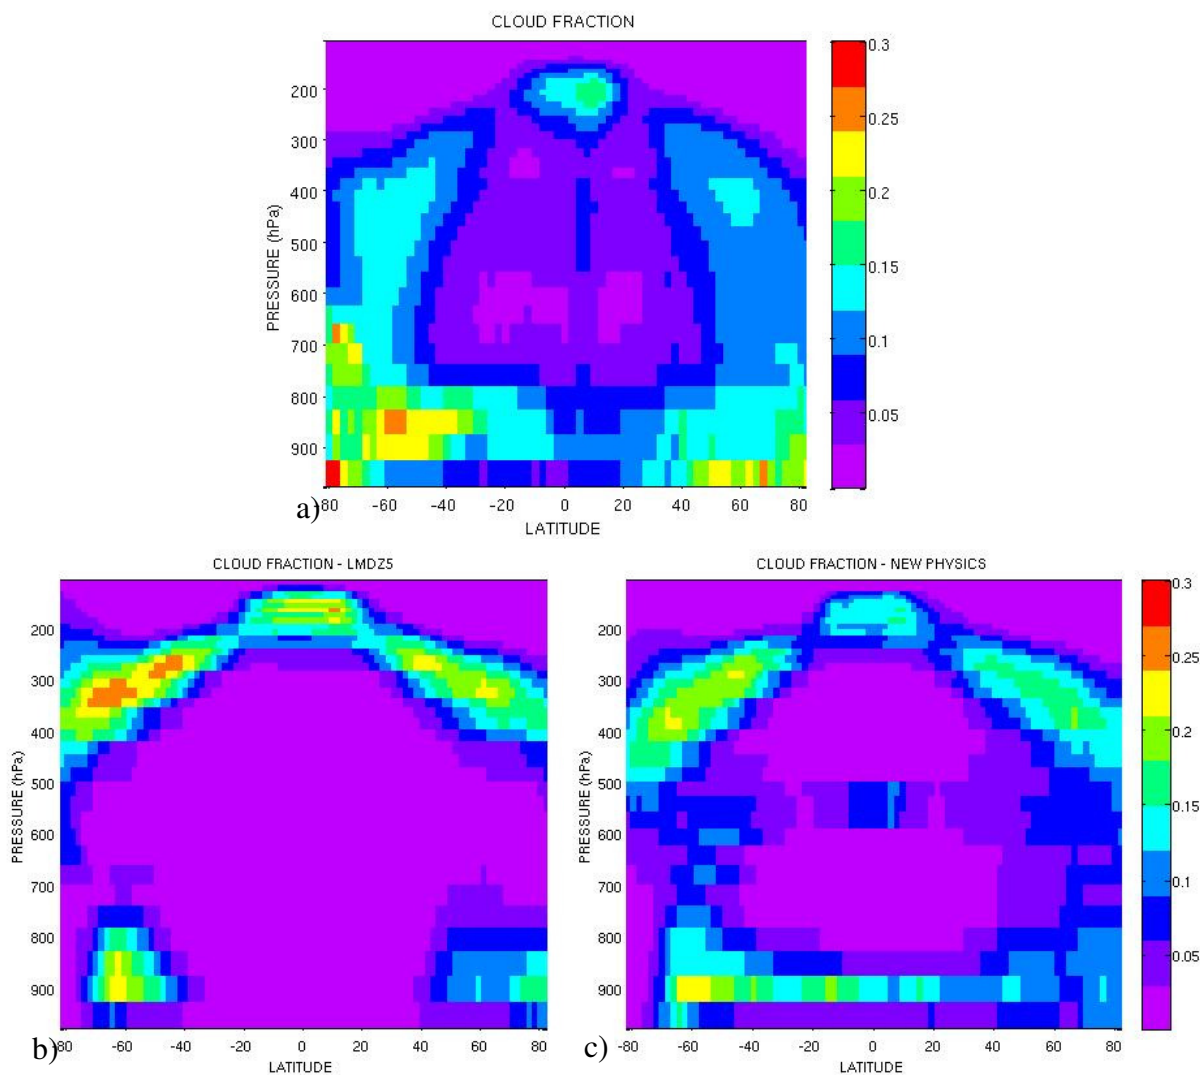 CLOUD FRACTION
PRESSURE (hPa)
200
300
400
500
600
700
800
900
-80 -60 -40 -20 0 20 40 60 80
LATITUDE
0.3
0.25
0.2
0.15
0.1
0.05
a)
CLOUD FRACTION - LMDZ5
PRESSURE (hPa)
200
300
400
500
600
700
800
900
80 -60 -40 -20 0 20 40 60 80
LATITUDE
b)
CLOUD FRACTION - NEW PHYSICS
PRESSURE (hPa)
200
300
400
500
600
700
800
900
-80 -60 -40 -20 0 20 40 60 80
LATITUDE
0.3
0.25
0.2
0.15
0.1
0.05
c)